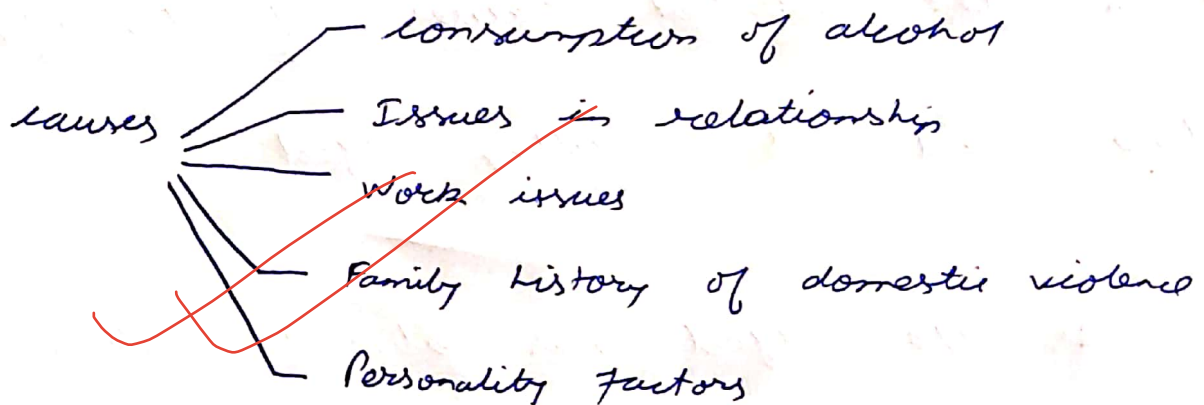 consumption of alcohol
causes
Issues in relationship
Work issues
Family history of domestic violence
Personality Factors